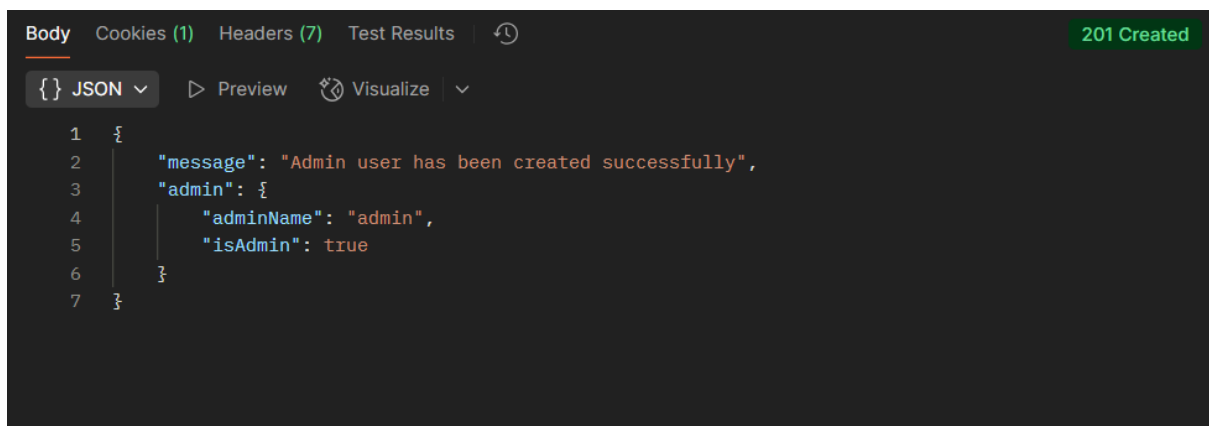 Body Cookies (1) Headers (7) Test Results 201 Created
{} JSON Preview Visualize
1 {
2 "message": "Admin user has been created successfully",
3 "admin": {
4 "adminName": "admin",
5 "isAdmin": true
6 }
7 }